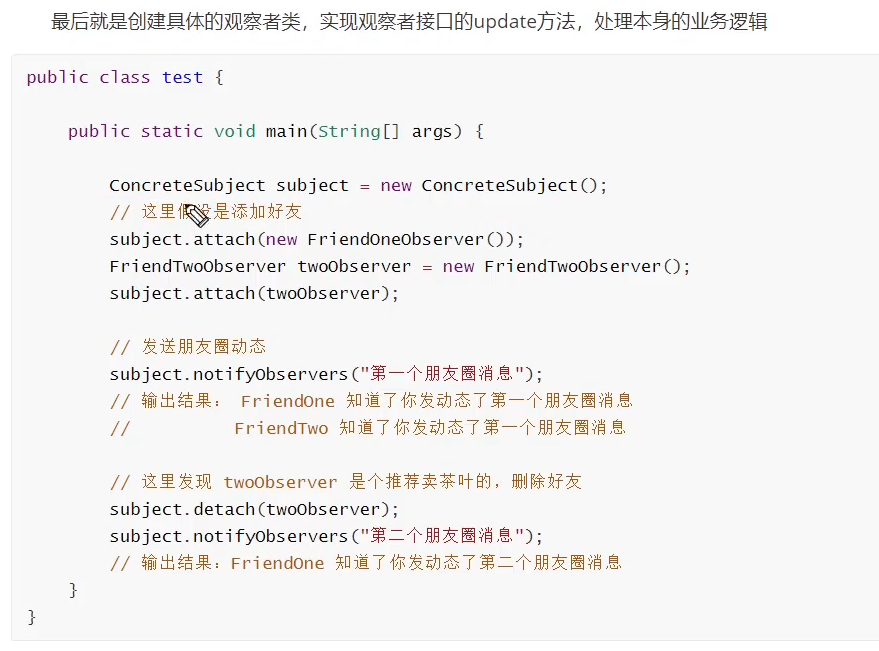 最后就是创建具体的观察者类，实现观察者接口的update方法，处理本身的业务逻辑
public class test {
public static void main(String[] args) {
ConcreteSubject subject = new ConcreteSubject();
// 这里是添加好友
subject.attach(new FriendOneObserver());
FriendTwoObserver twoObserver = new FriendTwoObserver();
subject.attach(twoObserver);
// 发送朋友圈动态
subject.notifyObservers("第一个朋友圈消息");
// 输出结果： FriendOne 知道了你发动态了第一个朋友圈消息
// FriendTwo 知道了你发动态了第一个朋友圈消息
// 这里发现 twoObserver 是个推荐卖茶叶的，删除好友
subject.detach(twoObserver);
subject.notifyObservers("第二个朋友圈消息");
// 输出结果：FriendOne 知道了你发动态了第二个朋友圈消息
}
}